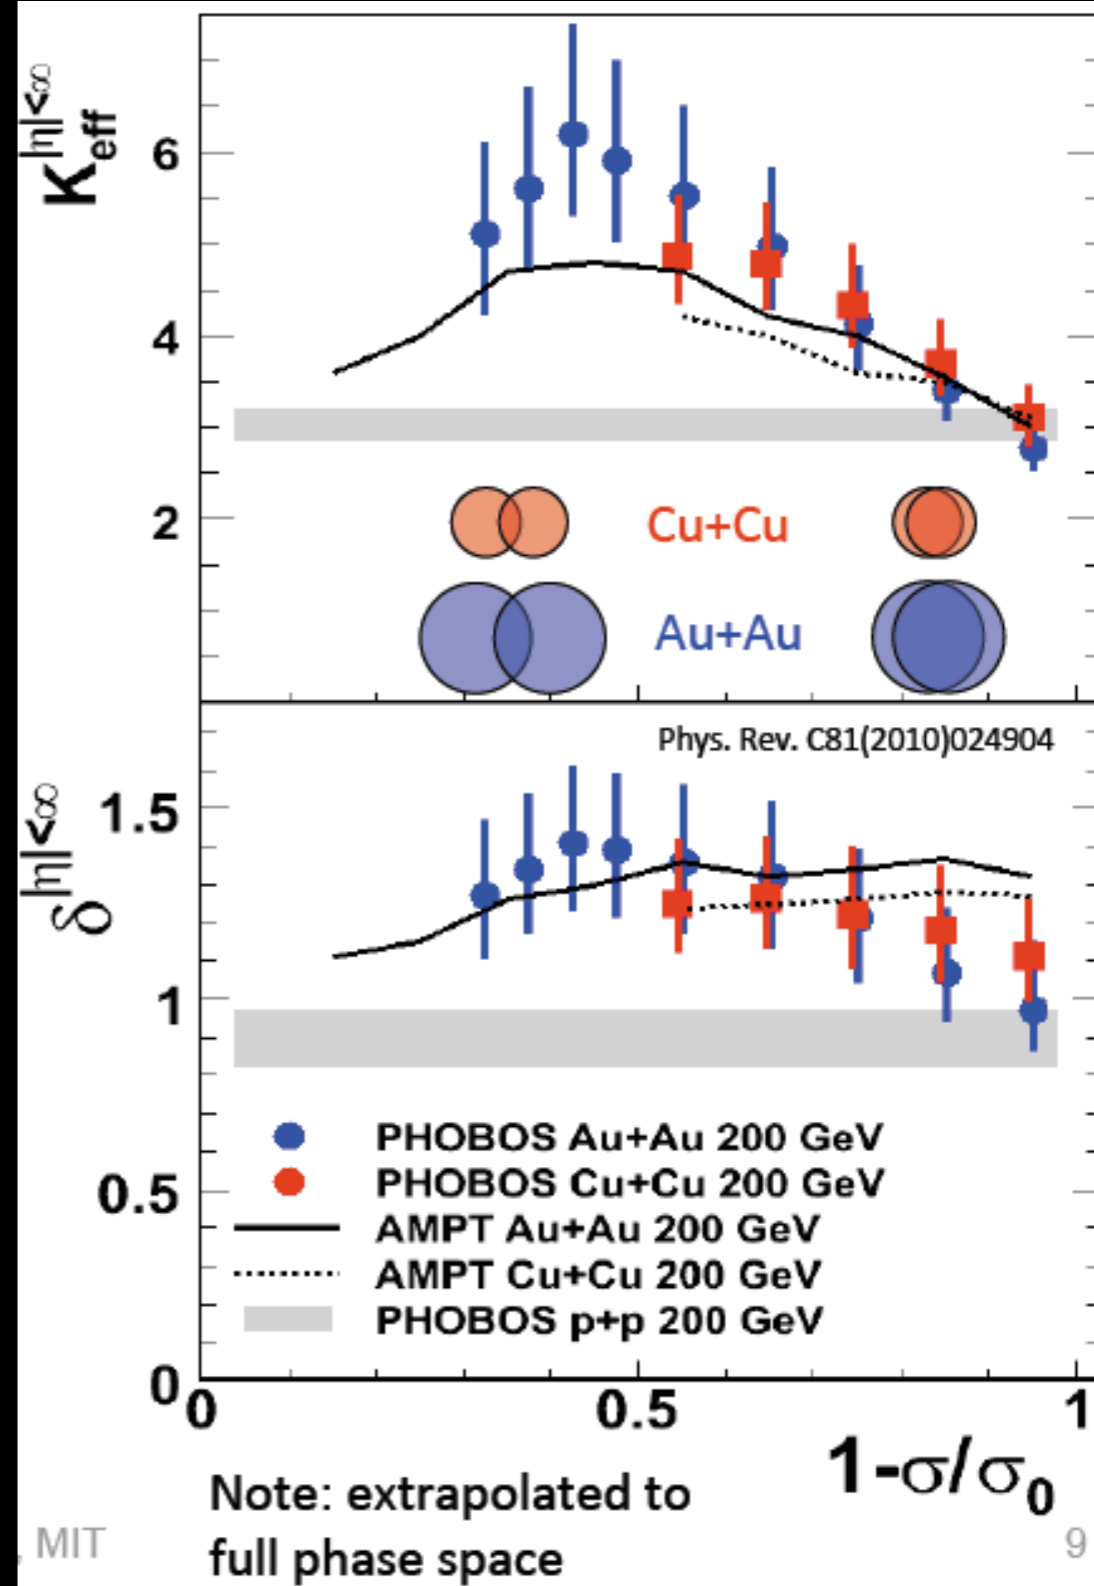 K_eff^|η|<∞
6
4
2
Cu+Cu
Au+Au
Phys. Rev. C81(2010)024904
δ^|η|<∞
1.5
1
0.5
0
PHOBOS Au+Au 200 GeV
PHOBOS Cu+Cu 200 GeV
AMPT Au+Au 200 GeV
AMPT Cu+Cu 200 GeV
PHOBOS p+p 200 GeV
0 0.5 1
1-σ/σ₀
Note: extrapolated to
full phase space
, MIT
9